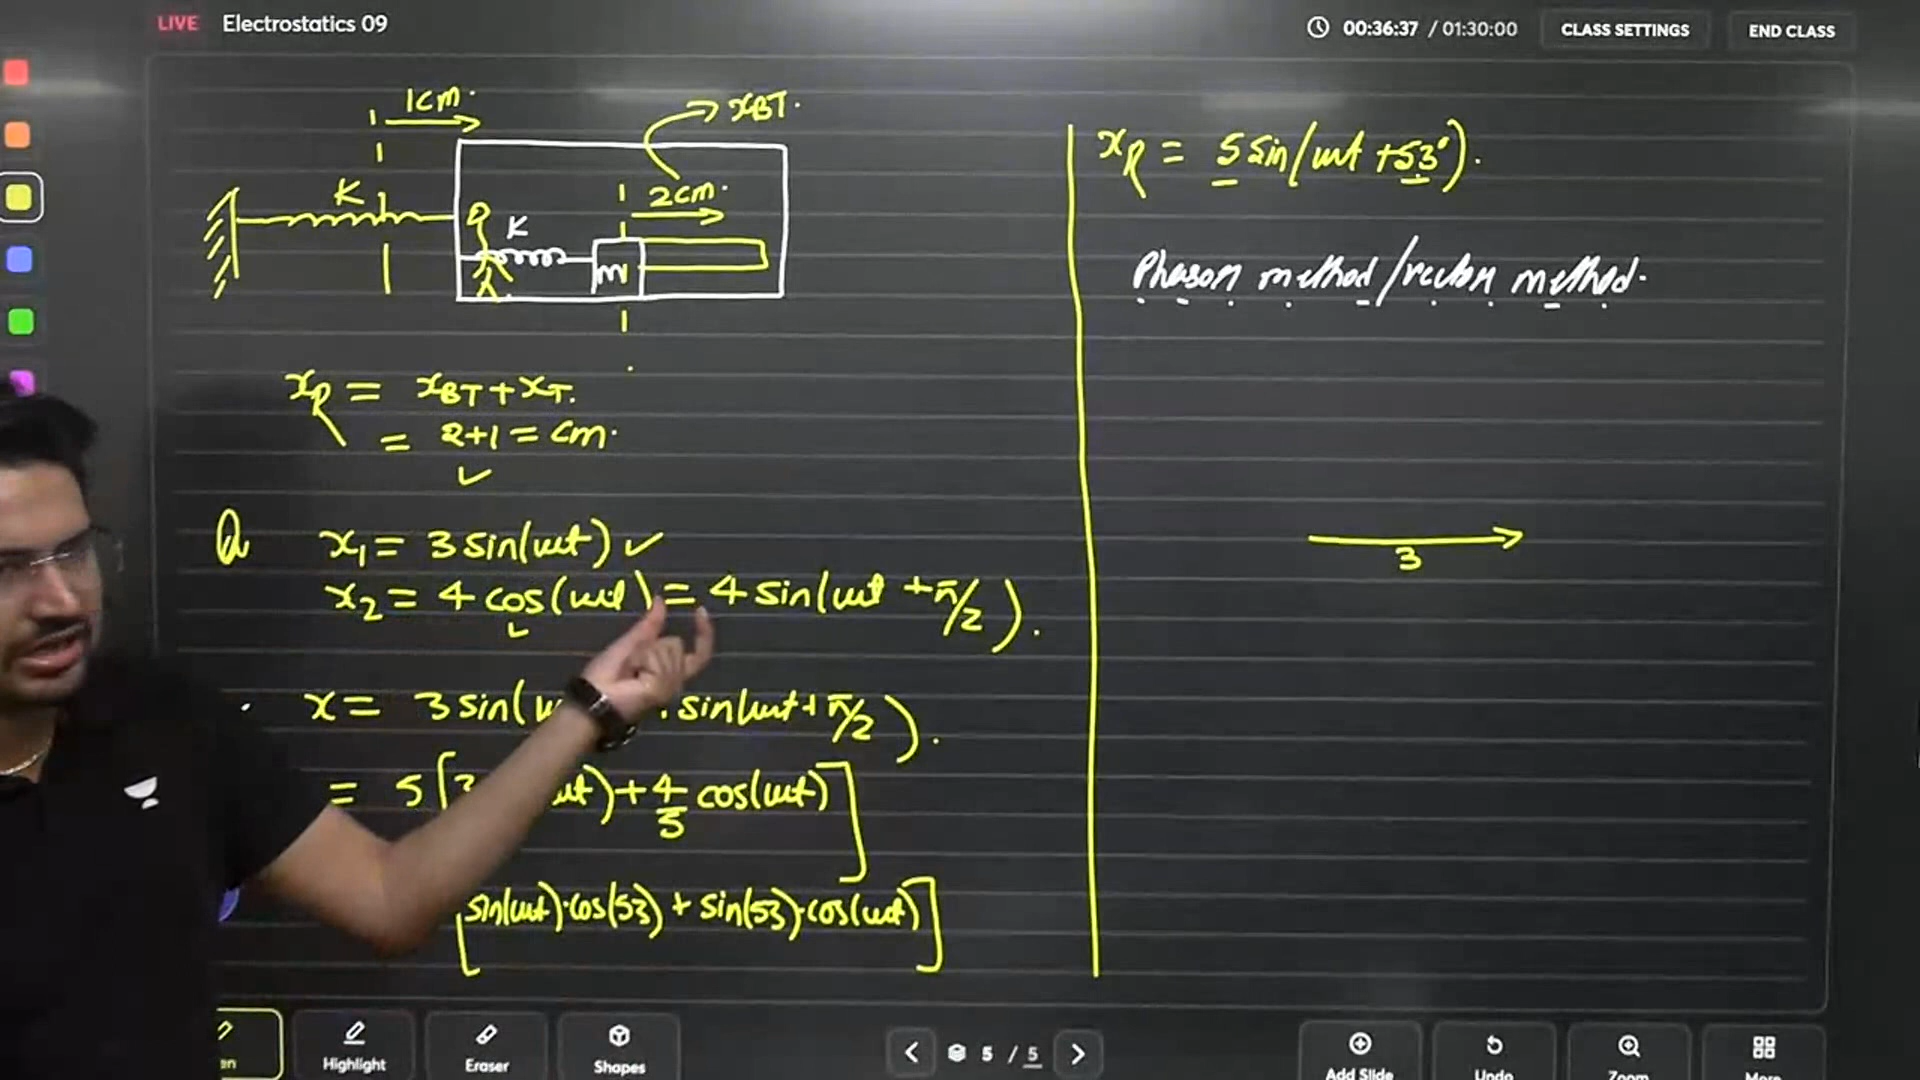 LIVE Electrostatics 09
00:36:37 / 01:30:00 CLASS SETTINGS END CLASS
1cm.
xBT.
K
2cm.
K
m
xR = xBT + xT.
= 2+1 = cm.
Q x1 = 3 sin(ωt) ✓
x2 = 4 cos(ωt) = 4 sin(ωt + π/2).
x = 3 sin( sin(ωt + π/2).
= 5[ ωt) + 4/5 cos(ωt)]
[sin(ωt)·cos(53) + sin(53)·cos(ωt)]
xR = 5 sin(ωt + 53°).
Phasor method / vector method.
3
Highlight Eraser Shapes
5 / 5
Add Slide Undo Zoom More